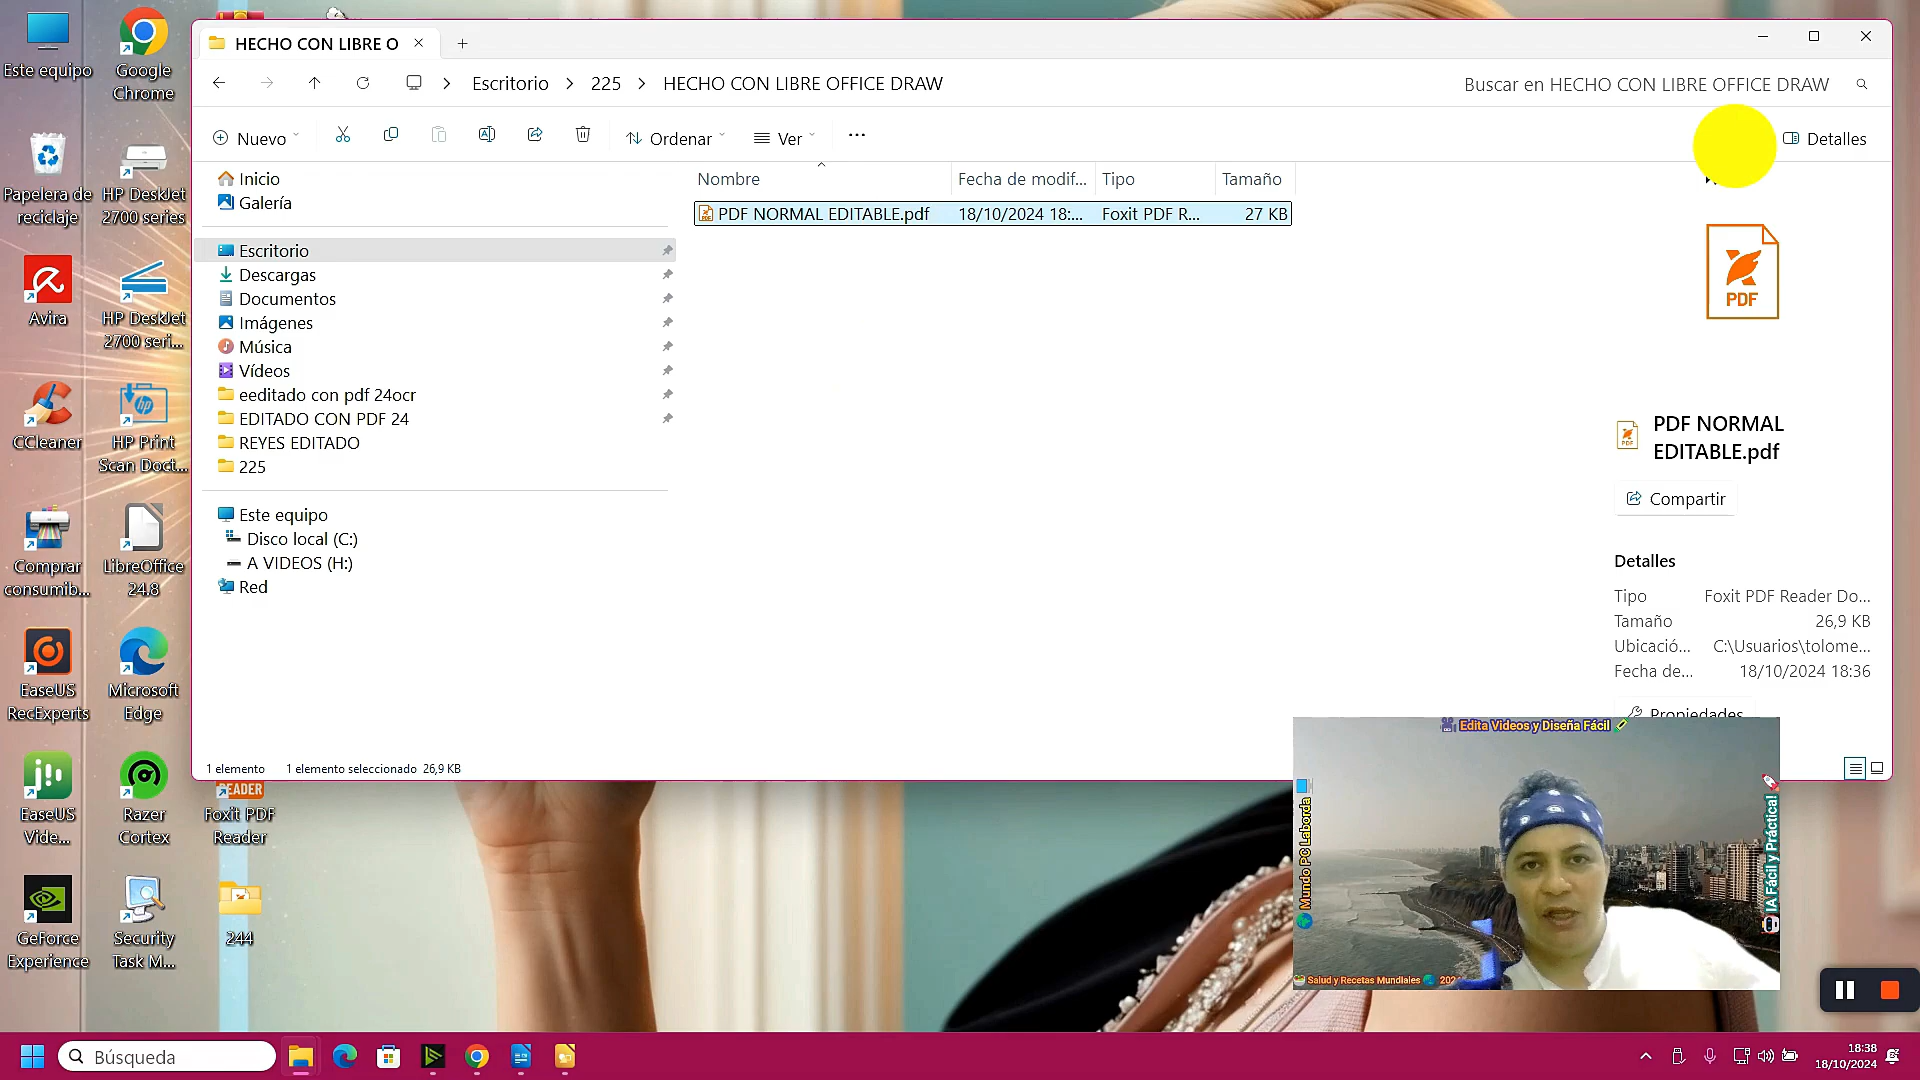 HECHO CON LIBRE O
Escritorio
225
HECHO CON LIBRE OFFICE DRAW
Buscar en HECHO CON LIBRE OFFICE DRAW
Nuevo
Ordenar
Ver
Detalles
Inicio
Galería
Escritorio
Descargas
Documentos
Imágenes
Música
Vídeos
eeditado con pdf 24ocr
EDITADO CON PDF 24
REYES EDITADO
225
Este equipo
Disco local (C:)
A VIDEOS (H:)
Red
Nombre
Fecha de modif...
Tipo
Tamaño
PDF NORMAL EDITABLE.pdf
18/10/2024 18:...
Foxit PDF R...
27 KB
PDF
PDF NORMAL
EDITABLE.pdf
Compartir
Detalles
Tipo
Foxit PDF Reader Do...
Tamaño
26,9 KB
Ubicació...
C:\Usuarios\tolome...
Fecha de...
18/10/2024 18:36
Propiedades
1 elemento
1 elemento seleccionado
26,9 KB
Este equipo
Google
Chrome
Papelera de
reciclaje
HP DeskJet
2700 series
Avira
HP DeskJet
2700 seri...
CCleaner
HP Print
Scan Doct...
Comprar
consumib...
LibreOffice
24.8
EaseUS
RecExperts
Microsoft
Edge
EaseUS
Vide...
Razer
Cortex
READER
Foxit PDF
Reader
GeForce
Experience
Security
Task M...
244
Edita Videos y Diseña Fácil
Mundo PC Laborda
IA Fácil y Práctica!
Salud y Recetas Mundiales
202
Búsqueda
18:38
18/10/2024